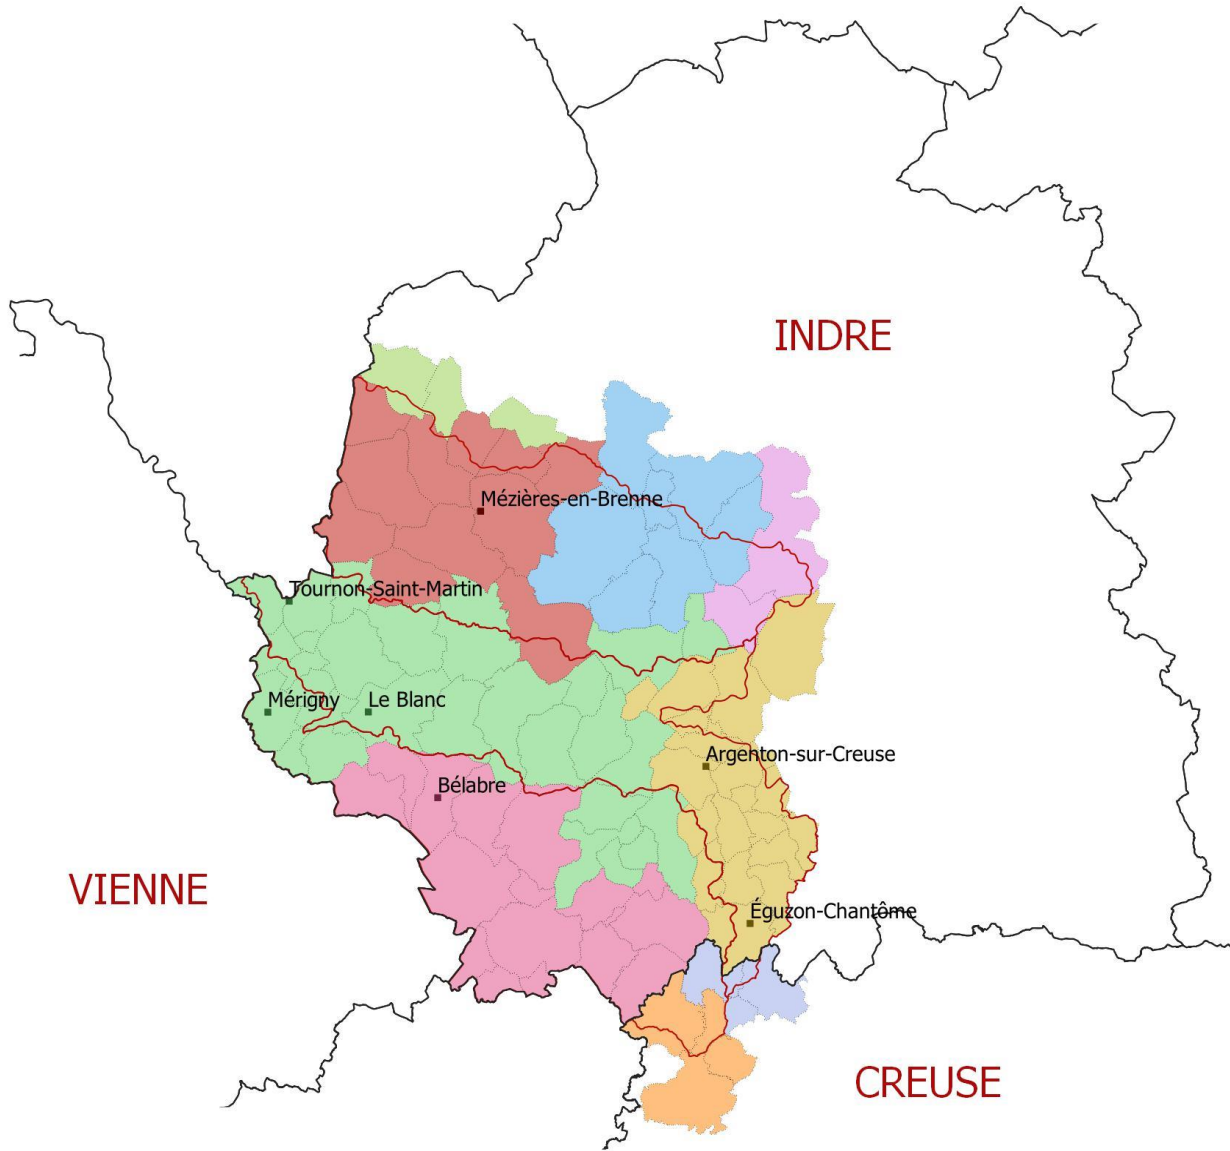 INDRE
Mézières-en-Brenne
Tournon-Saint-Martin
Mérigny
Le Blanc
Argenton-sur-Creuse
Bélabre
VIENNE
Éguzon-Chantôme
CREUSE